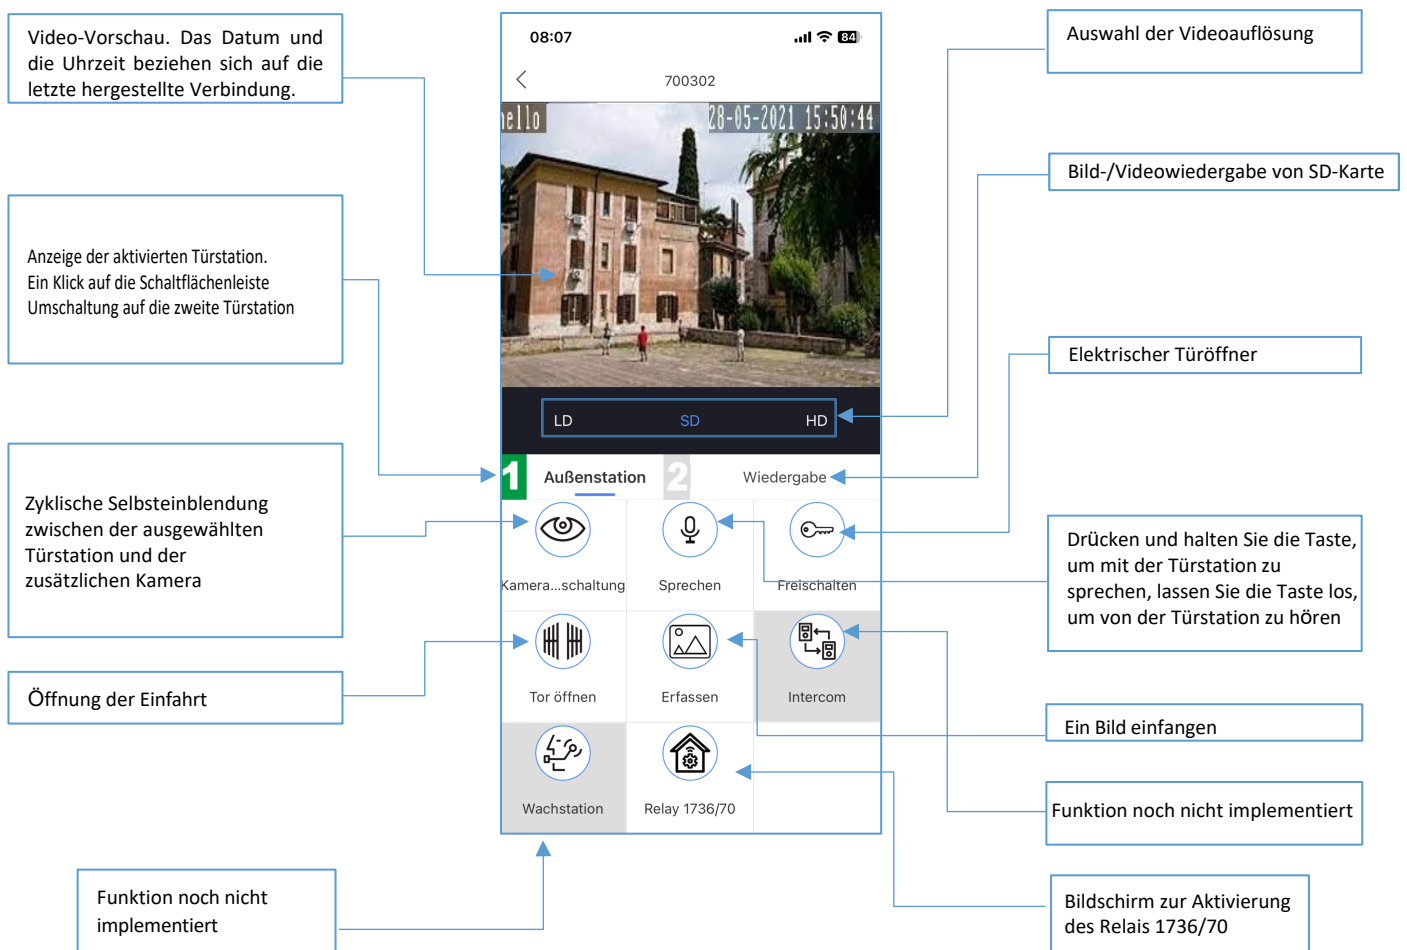 Video-Vorschau. Das Datum und
die Uhrzeit beziehen sich auf die
letzte hergestellte Verbindung.
Anzeige der aktivierten Türstation.
Ein Klick auf die Schaltflächenleiste
Umschaltung auf die zweite Türstation
Zyklische Selbsteinblendung
zwischen der ausgewählten
Türstation und der
zusätzlichen Kamera
Öffnung der Einfahrt
Funktion noch nicht
implementiert
08:07
84
700302
28-05-2021 15:50:44
LD SD HD
1 Außenstation 2 Wiedergabe
Kamera...schaltung Sprechen Freischalten
Tor öffnen Erfassen Intercom
Wachstation Relay 1736/70
Auswahl der Videoauflösung
Bild-/Videowiedergabe von SD-Karte
Elektrischer Türöffner
Drücken und halten Sie die Taste,
um mit der Türstation zu
sprechen, lassen Sie die Taste los,
um von der Türstation zu hören
Ein Bild einfangen
Funktion noch nicht implementiert
Bildschirm zur Aktivierung
des Relais 1736/70